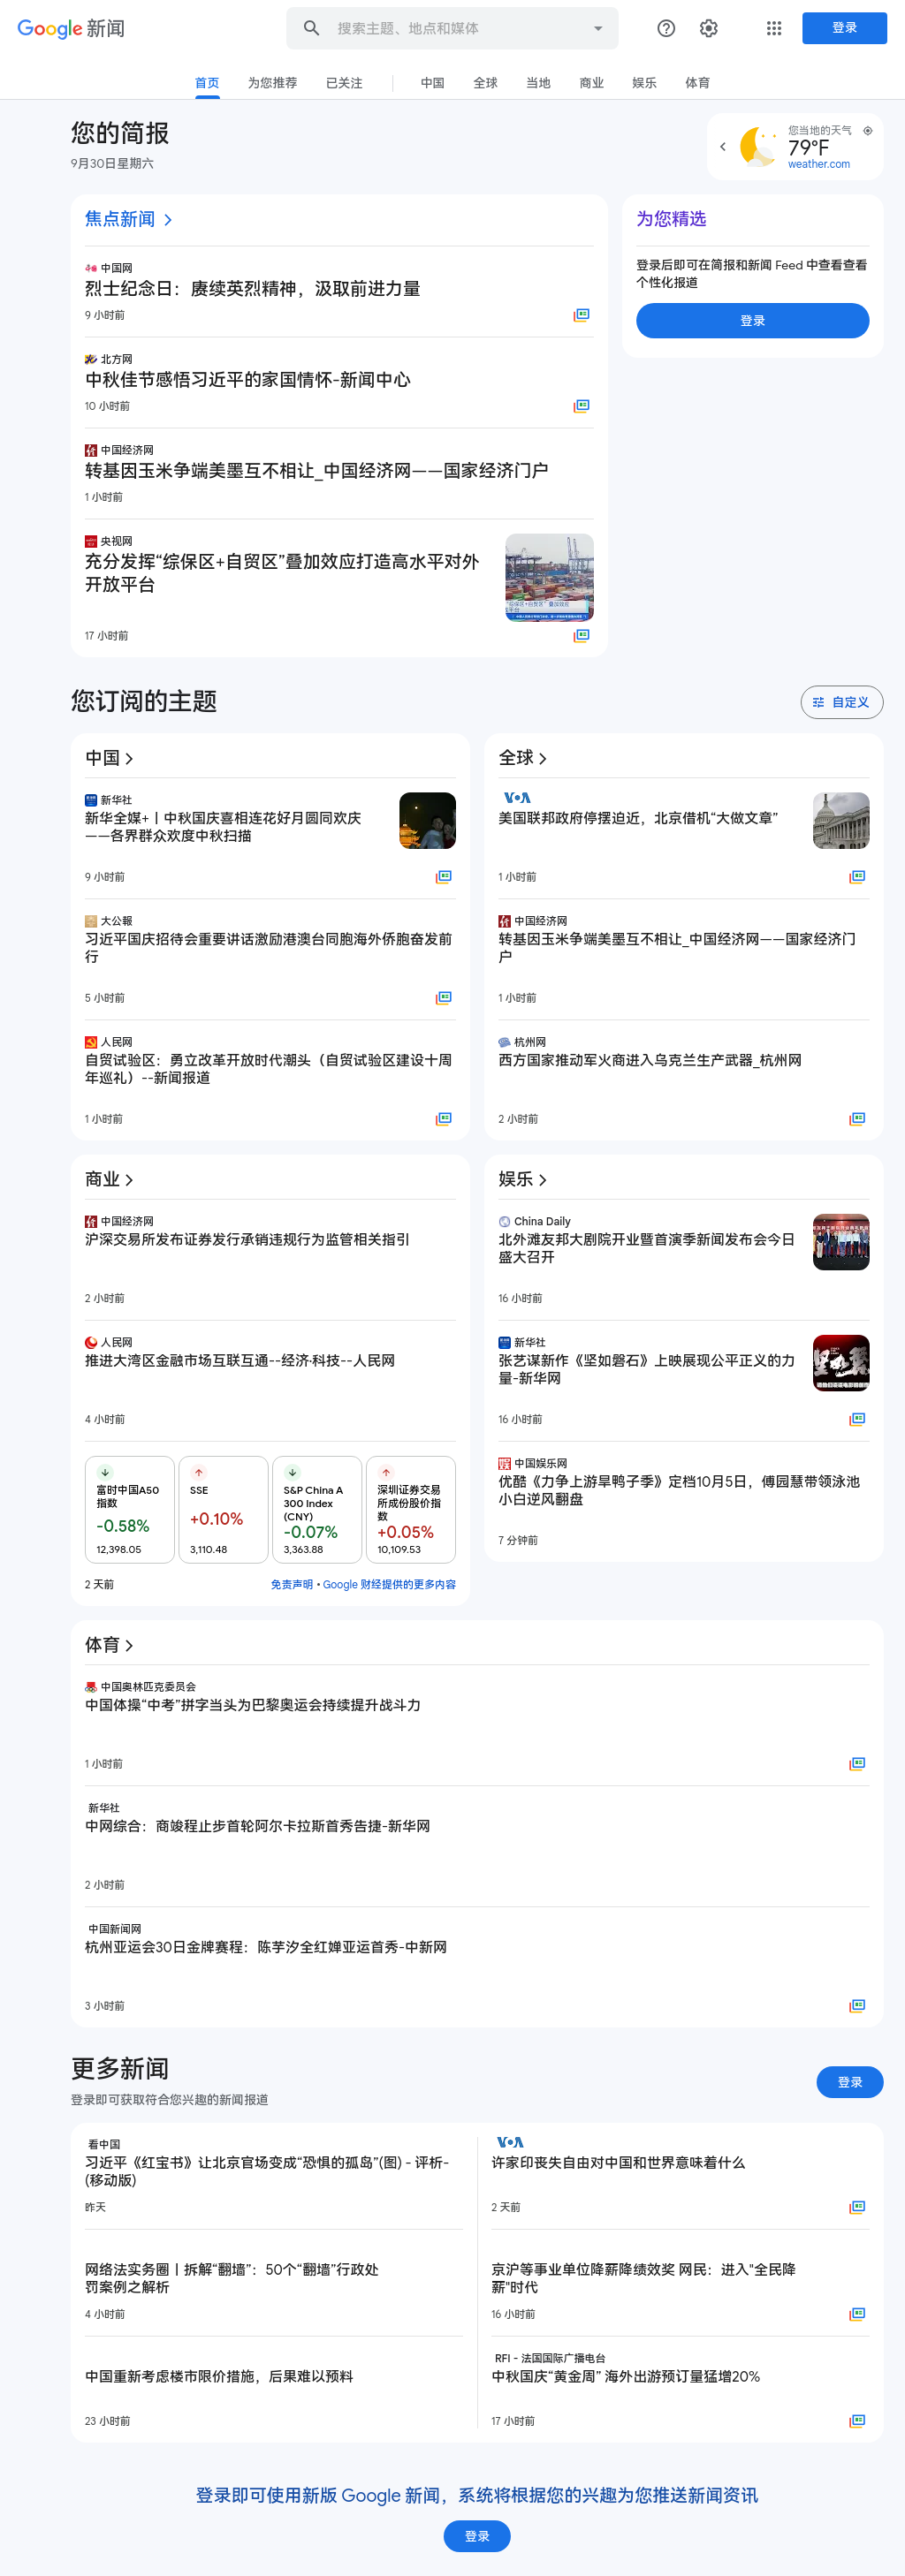 Google 新闻
搜索主题、地点和媒体
登录
首页 为您推荐 已关注 中国 全球 当地 商业 娱乐 体育
您的简报
9月30日星期六
您当地的天气
79°F
weather.com
焦点新闻
中国网
烈士纪念日：赓续英烈精神，汲取前进力量
9 小时前
北方网
中秋佳节感悟习近平的家国情怀-新闻中心
10 小时前
中国经济网
转基因玉米争端美墨互不相让_中国经济网——国家经济门户
1 小时前
央视网
充分发挥“综保区+自贸区”叠加效应打造高水平对外
开放平台
17 小时前
为您精选
登录后即可在简报和新闻 Feed 中查看查看
个性化报道
登录
您订阅的主题
自定义
中国
新华社
新华全媒+丨中秋国庆喜相连花好月圆同欢庆
——各界群众欢度中秋扫描
9 小时前
大公報
习近平国庆招待会重要讲话激励港澳台同胞海外侨胞奋发前
行
5 小时前
人民网
自贸试验区：勇立改革开放时代潮头（自贸试验区建设十周
年巡礼）--新闻报道
1 小时前
全球
VOA
美国联邦政府停摆迫近，北京借机“大做文章”
1 小时前
中国经济网
转基因玉米争端美墨互不相让_中国经济网——国家经济门
户
1 小时前
杭州网
西方国家推动军火商进入乌克兰生产武器_杭州网
2 小时前
商业
中国经济网
沪深交易所发布证券发行承销违规行为监管相关指引
2 小时前
人民网
推进大湾区金融市场互联互通--经济·科技--人民网
4 小时前
富时中国A50
指数
-0.58%
12,398.05
SSE
+0.10%
3,110.48
S&P China A
300 Index
(CNY)
-0.07%
3,363.88
深圳证券交易
所成份股价指
数
+0.05%
10,109.53
2 天前
免责声明 • Google 财经提供的更多内容
娱乐
China Daily
北外滩友邦大剧院开业暨首演季新闻发布会今日
盛大召开
16 小时前
新华社
张艺谋新作《坚如磐石》上映展现公平正义的力
量-新华网
16 小时前
中国娱乐网
优酷《力争上游旱鸭子季》定档10月5日，傅园慧带领泳池
小白逆风翻盘
7 分钟前
体育
中国奥林匹克委员会
中国体操“中考”拼字当头为巴黎奥运会持续提升战斗力
1 小时前
新华社
中网综合：商竣程止步首轮阿尔卡拉斯首秀告捷-新华网
2 小时前
中国新闻网
杭州亚运会30日金牌赛程：陈芋汐全红婵亚运首秀-中新网
3 小时前
更多新闻
登录即可获取符合您兴趣的新闻报道
登录
看中国
习近平《红宝书》让北京官场变成“恐惧的孤岛”(图) - 评析-
(移动版)
昨天
网络法实务圈丨拆解“翻墙”：50个“翻墙”行政处
罚案例之解析
4 小时前
中国重新考虑楼市限价措施，后果难以预料
23 小时前
VOA
许家印丧失自由对中国和世界意味着什么
2 天前
京沪等事业单位降薪降绩效奖 网民：进入"全民降
薪"时代
16 小时前
RFI - 法国国际广播电台
中秋国庆“黄金周” 海外出游预订量猛增20%
17 小时前
登录即可使用新版 Google 新闻，系统将根据您的兴趣为您推送新闻资讯
登录